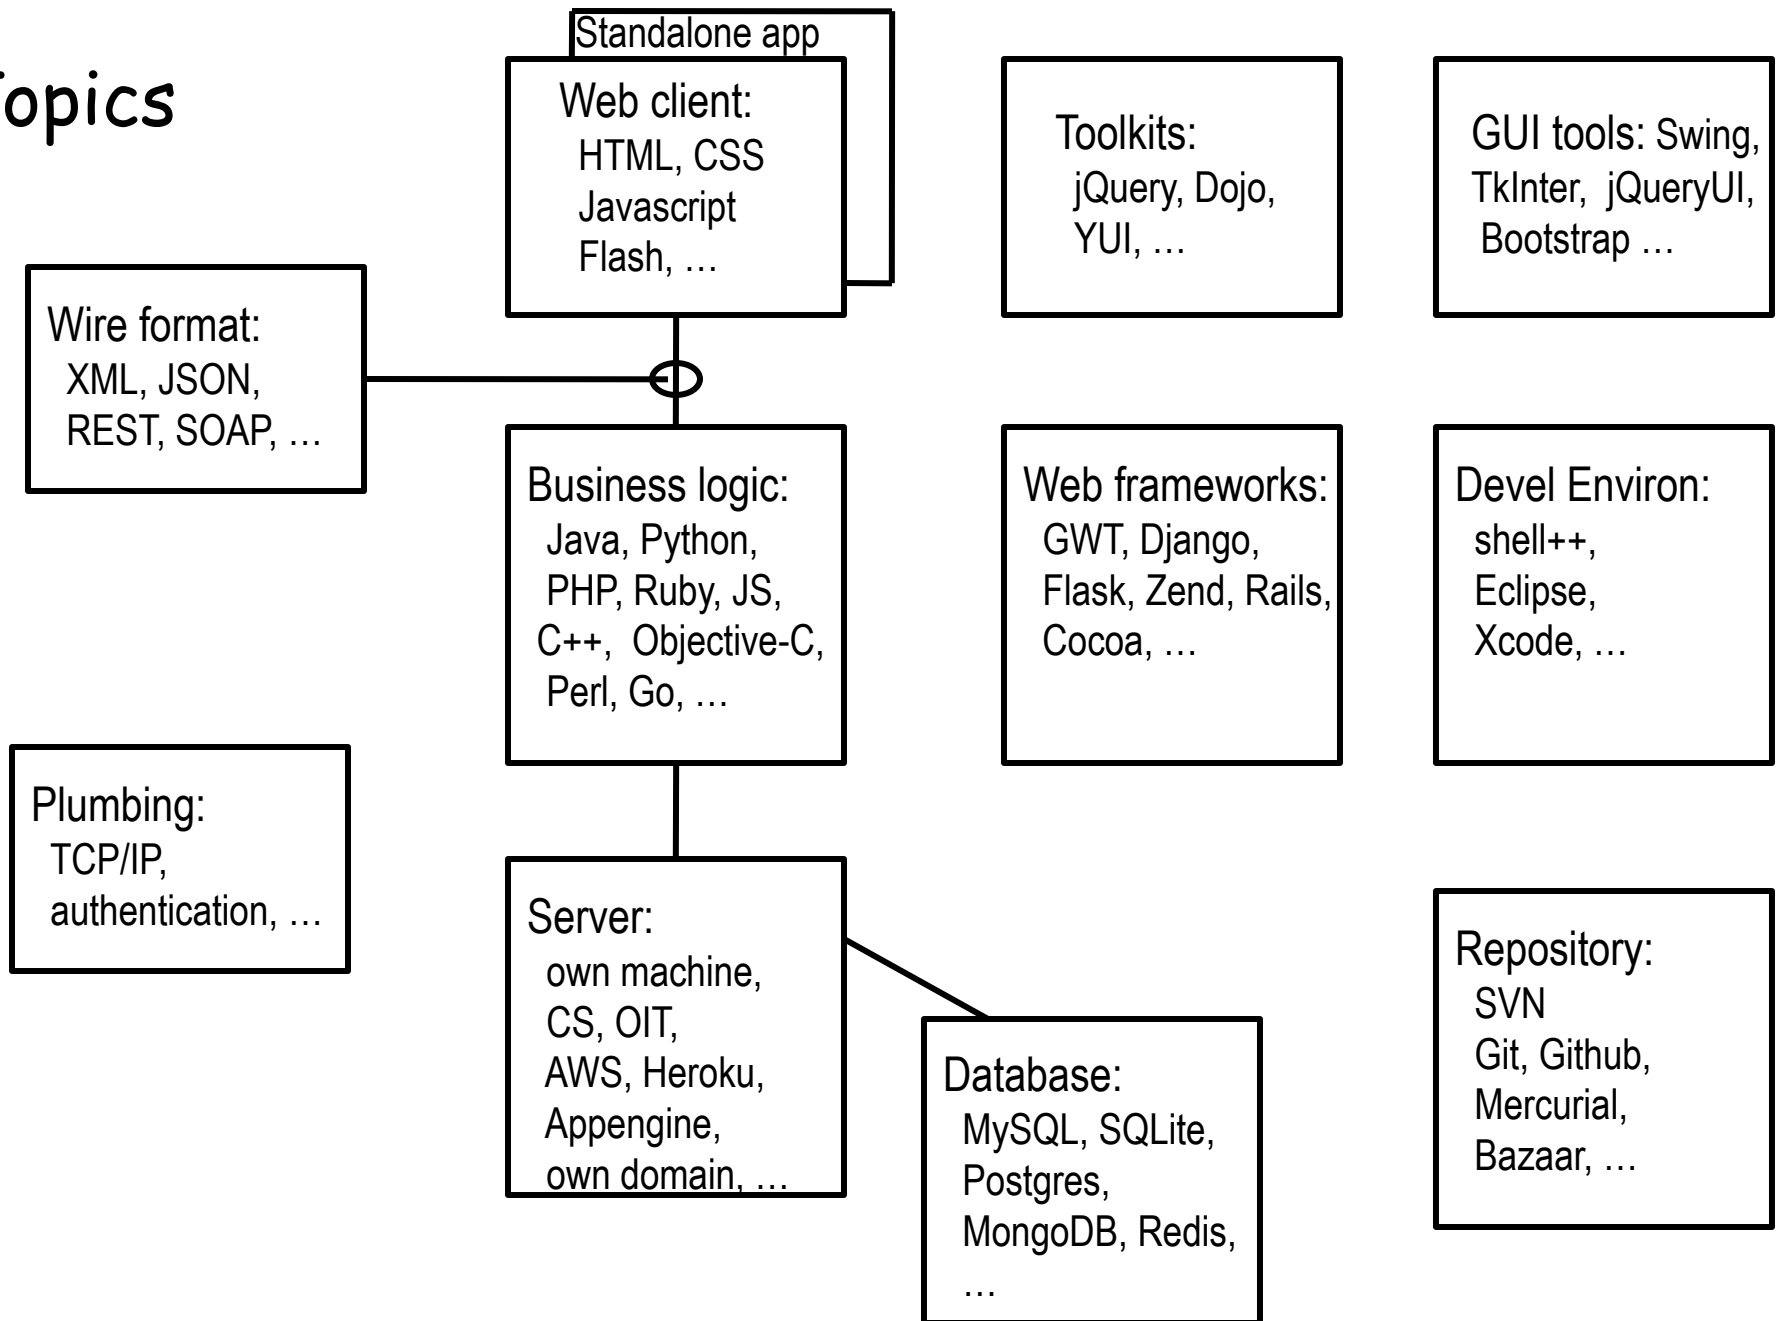 opics
Standalone app
Web client:
HTML, CSS
Javascript
Flash, …
Toolkits:
jQuery, Dojo,
YUI, …
GUI tools: Swing,
TkInter, jQueryUI,
Bootstrap …
Wire format:
XML, JSON,
REST, SOAP, …
Business logic:
Java, Python,
PHP, Ruby, JS,
C++, Objective-C,
Perl, Go, …
Web frameworks:
GWT, Django,
Flask, Zend, Rails,
Cocoa, …
Devel Environ:
shell++,
Eclipse,
Xcode, …
Plumbing:
TCP/IP,
authentication, …
Server:
own machine,
CS, OIT,
AWS, Heroku,
Appengine,
own domain, …
Database:
MySQL, SQLite,
Postgres,
MongoDB, Redis,
…
Repository:
SVN
Git, Github,
Mercurial,
Bazaar, …